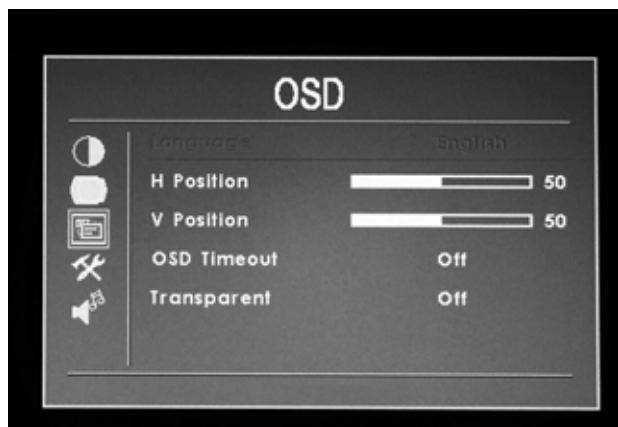 OSD
Language English
H Position 50
V Position 50
OSD Timeout Off
Transparent Off